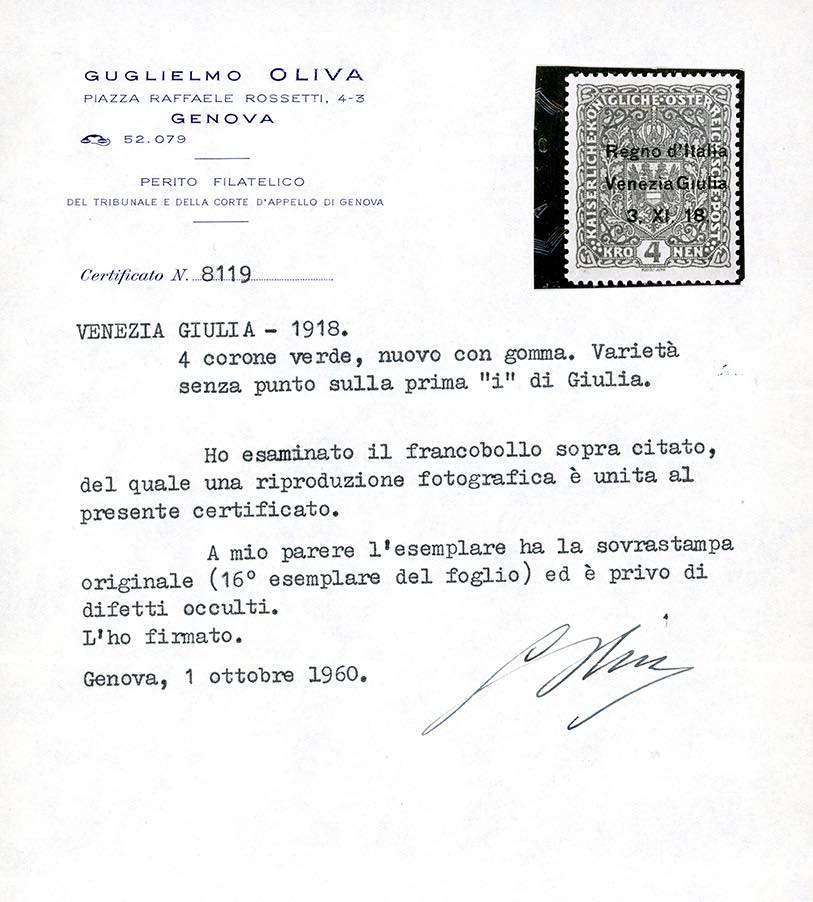 GUGLIELMO OLIVA
PIAZZA RAFFAELE ROSSETTI, 4-3
GENOVA
52.079
PERITO FILATELICO
DEL TRIBUNALE E DELLA CORTE D'APPELLO DI GENOVA
Certificato N. 8119
KAISERLICHE·KÖNIGLICHE·ÖSTERREICHISCHE
Regno d'Italia
Venezia Giulia
3. XI. 18.
KRO 4 NEN
VENEZIA GIULIA - 1918.
4 corone verde, nuovo con gomma. Varietà
senza punto sulla prima "i" di Giulia.
Ho esaminato il francobollo sopra citato,
del quale una riproduzione fotografica è unita al
presente certificato.
A mio parere l'esemplare ha la sovrastampa
originale (16° esemplare del foglio) ed è privo di
difetti occulti.
L'ho firmato.
Genova, 1 ottobre 1960.